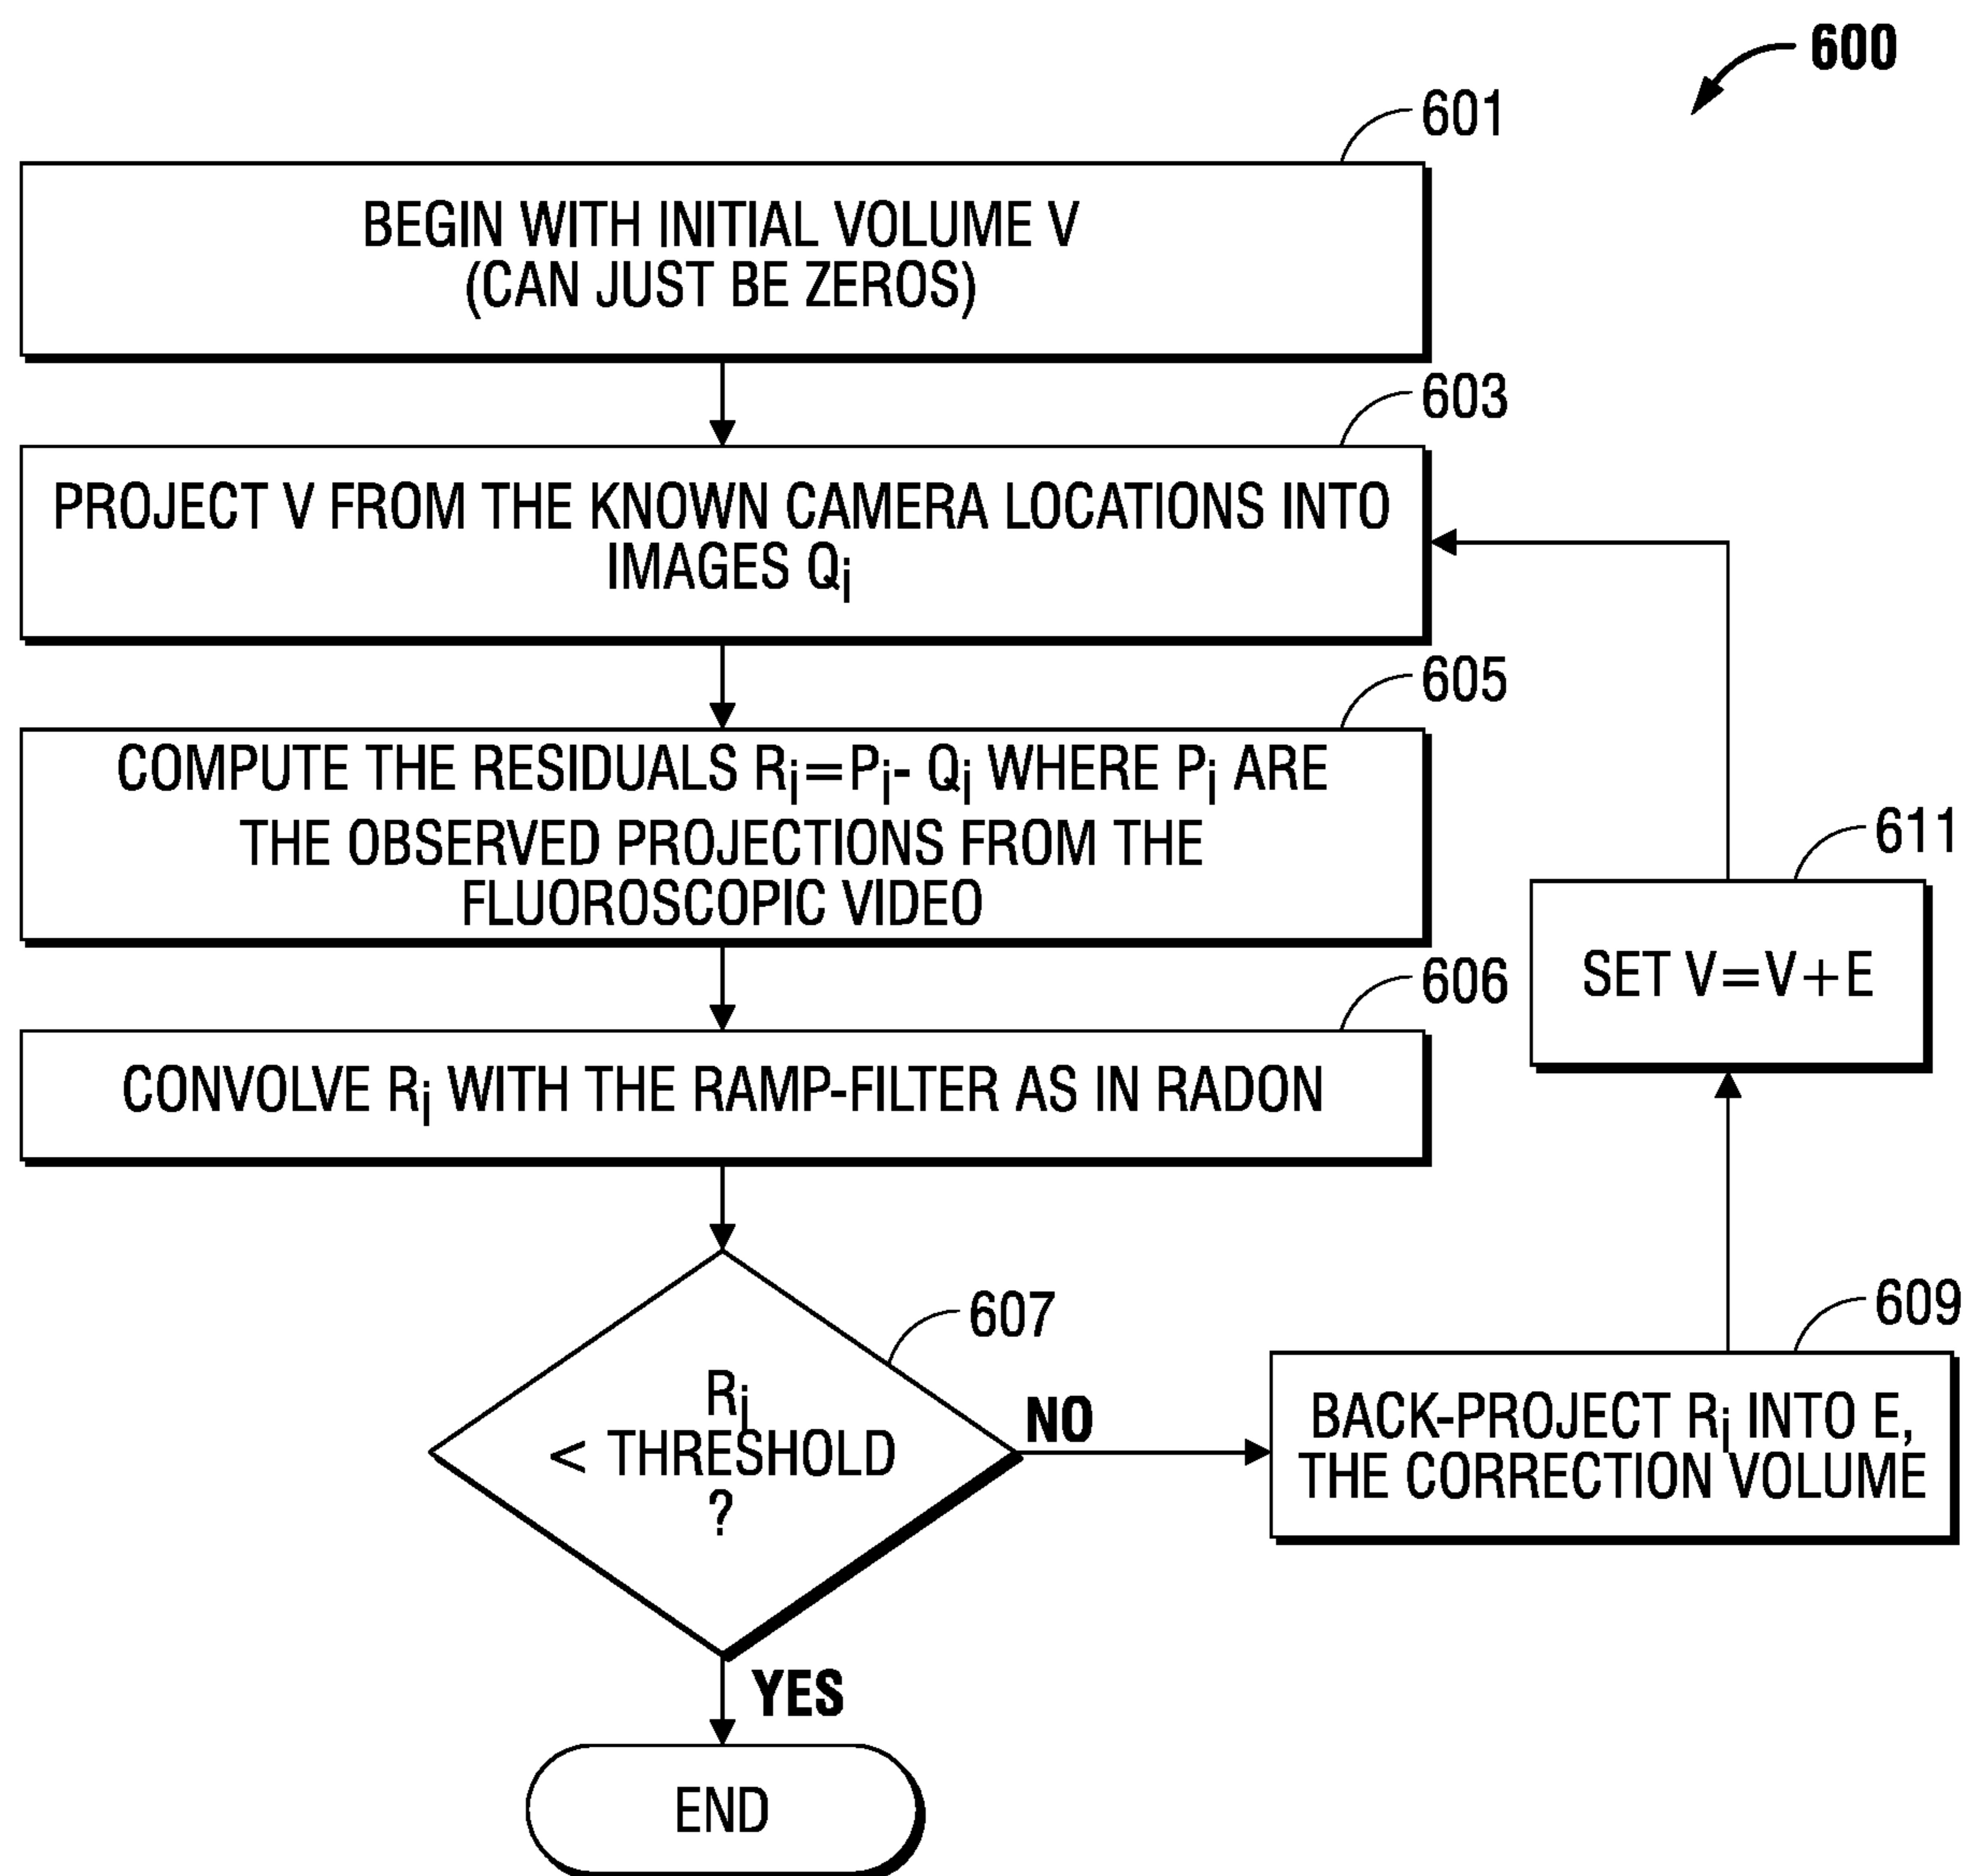 600
601
BEGIN WITH INITIAL VOLUME V
(CAN JUST BE ZEROS)
603
PROJECT V FROM THE KNOWN CAMERA LOCATIONS INTO
IMAGES Qi
605
COMPUTE THE RESIDUALS Ri=Pi- Qi WHERE Pi ARE
THE OBSERVED PROJECTIONS FROM THE
FLUOROSCOPIC VIDEO
606
CONVOLVE Ri WITH THE RAMP-FILTER AS IN RADON
607
Ri
< THRESHOLD
?
NO
YES
END
609
BACK-PROJECT Ri INTO E,
THE CORRECTION VOLUME
611
SET V=V+E